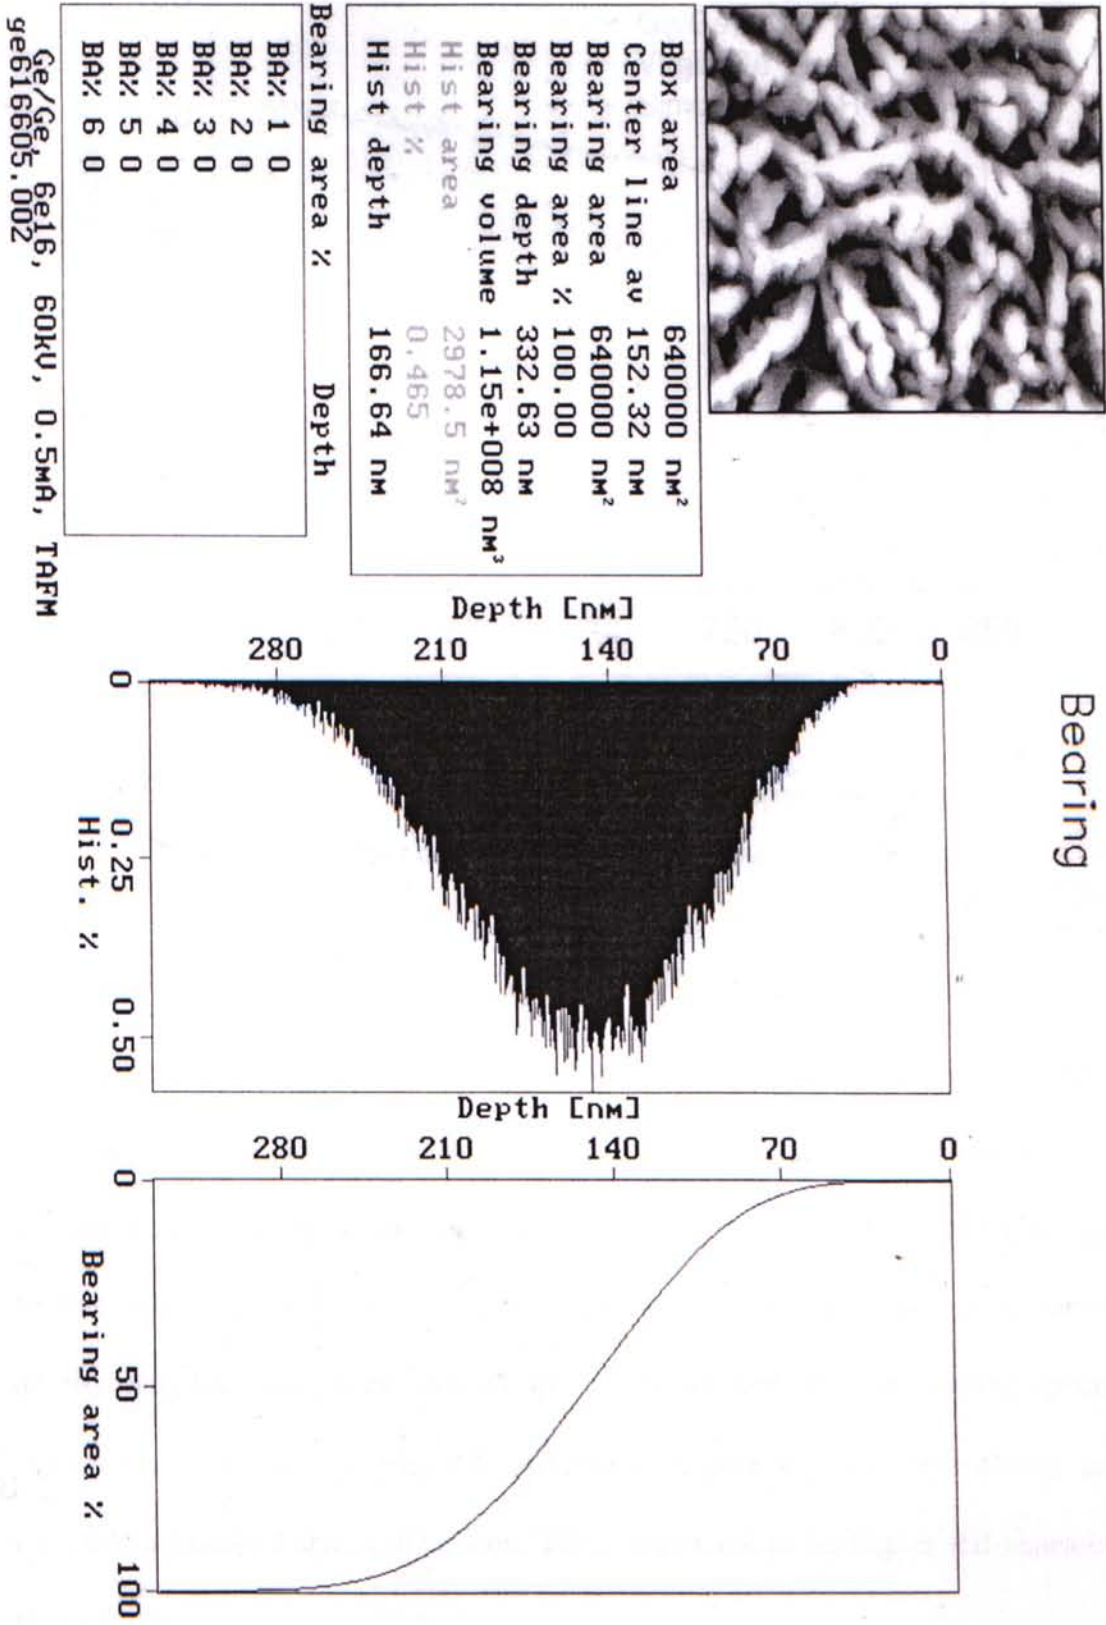 Bearing
Box area 640000 nm²
Center line av 152.32 nm
Bearing area 640000 nm²
Bearing area % 100.00
Bearing depth 332.63 nm
Bearing volume 1.15e+008 nm³
Hist area 2978.5 nm²
Hist % 0.465
Hist depth 166.64 nm
Bearing area % Depth
BA% 1 0
BA% 2 0
BA% 3 0
BA% 4 0
BA% 5 0
BA% 6 0
Ge/Ge, 6e16, 60kV, 0.5mA, TAFM
ge616605.002
Depth [nm]
0
70
140
210
280
0 0.25 0.50
Hist. %
Depth [nm]
0
70
140
210
280
0 50 100
Bearing area %